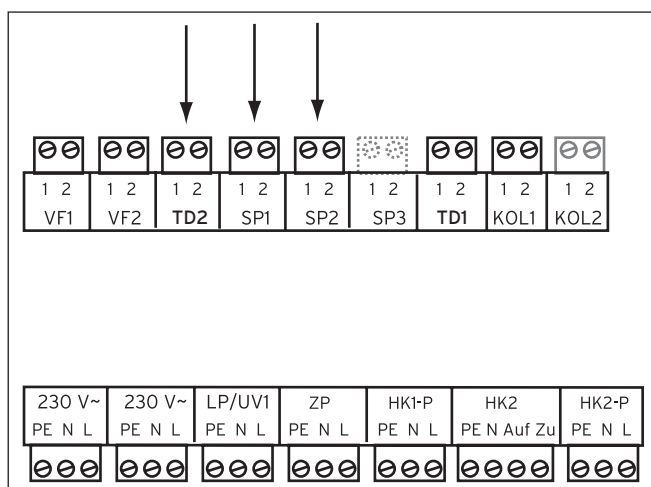 1 2 1 2 1 2 1 2 1 2 1 2 1 2 1 2 1 2
VF1 VF2 TD2 SP1 SP2 SP3 TD1 KOL1 KOL2
230 V~ 230 V~ LP/UV1 ZP HK1-P HK2 HK2-P
PE N L PE N L PE N L PE N L PE N L PE N Auf Zu PE N L